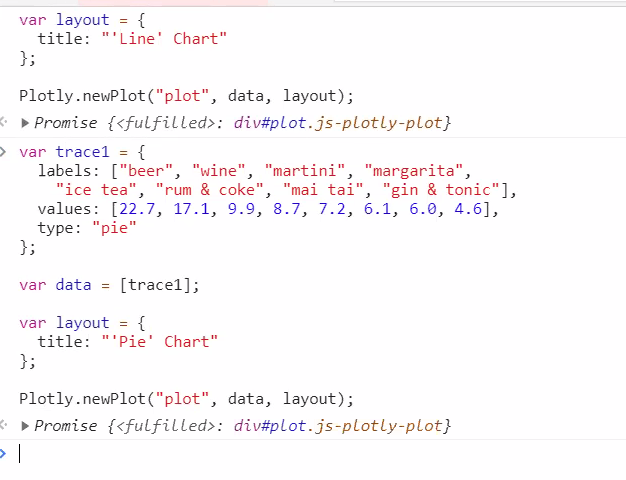 var layout = {
  title: "'Line' Chart"
};

Plotly.newPlot("plot", data, layout);
Promise {<fulfilled>: div#plot.js-plotly-plot}
var trace1 = {
  labels: ["beer", "wine", "martini", "margarita",
    "ice tea", "rum & coke", "mai tai", "gin & tonic"],
  values: [22.7, 17.1, 9.9, 8.7, 7.2, 6.1, 6.0, 4.6],
  type: "pie"
};

var data = [trace1];

var layout = {
  title: "'Pie' Chart"
};

Plotly.newPlot("plot", data, layout);
Promise {<fulfilled>: div#plot.js-plotly-plot}